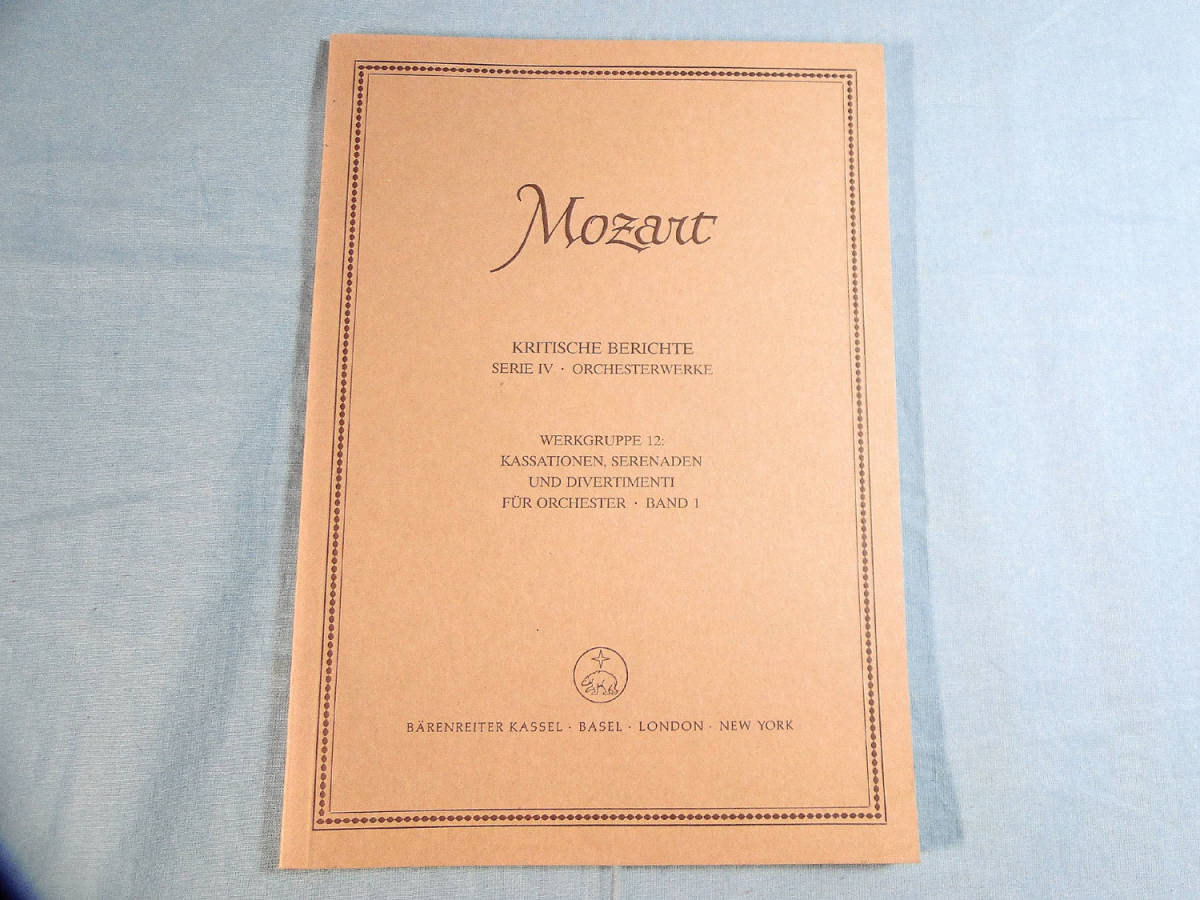 Mozart
KRITISCHE BERICHTE
SERIE IV · ORCHESTERWERKE
WERKGRUPPE 12:
KASSATIONEN, SERENADEN
UND DIVERTIMENTI
FÜR ORCHESTER · BAND 1
BÄRENREITER KASSEL · BASEL · LONDON · NEW YORK